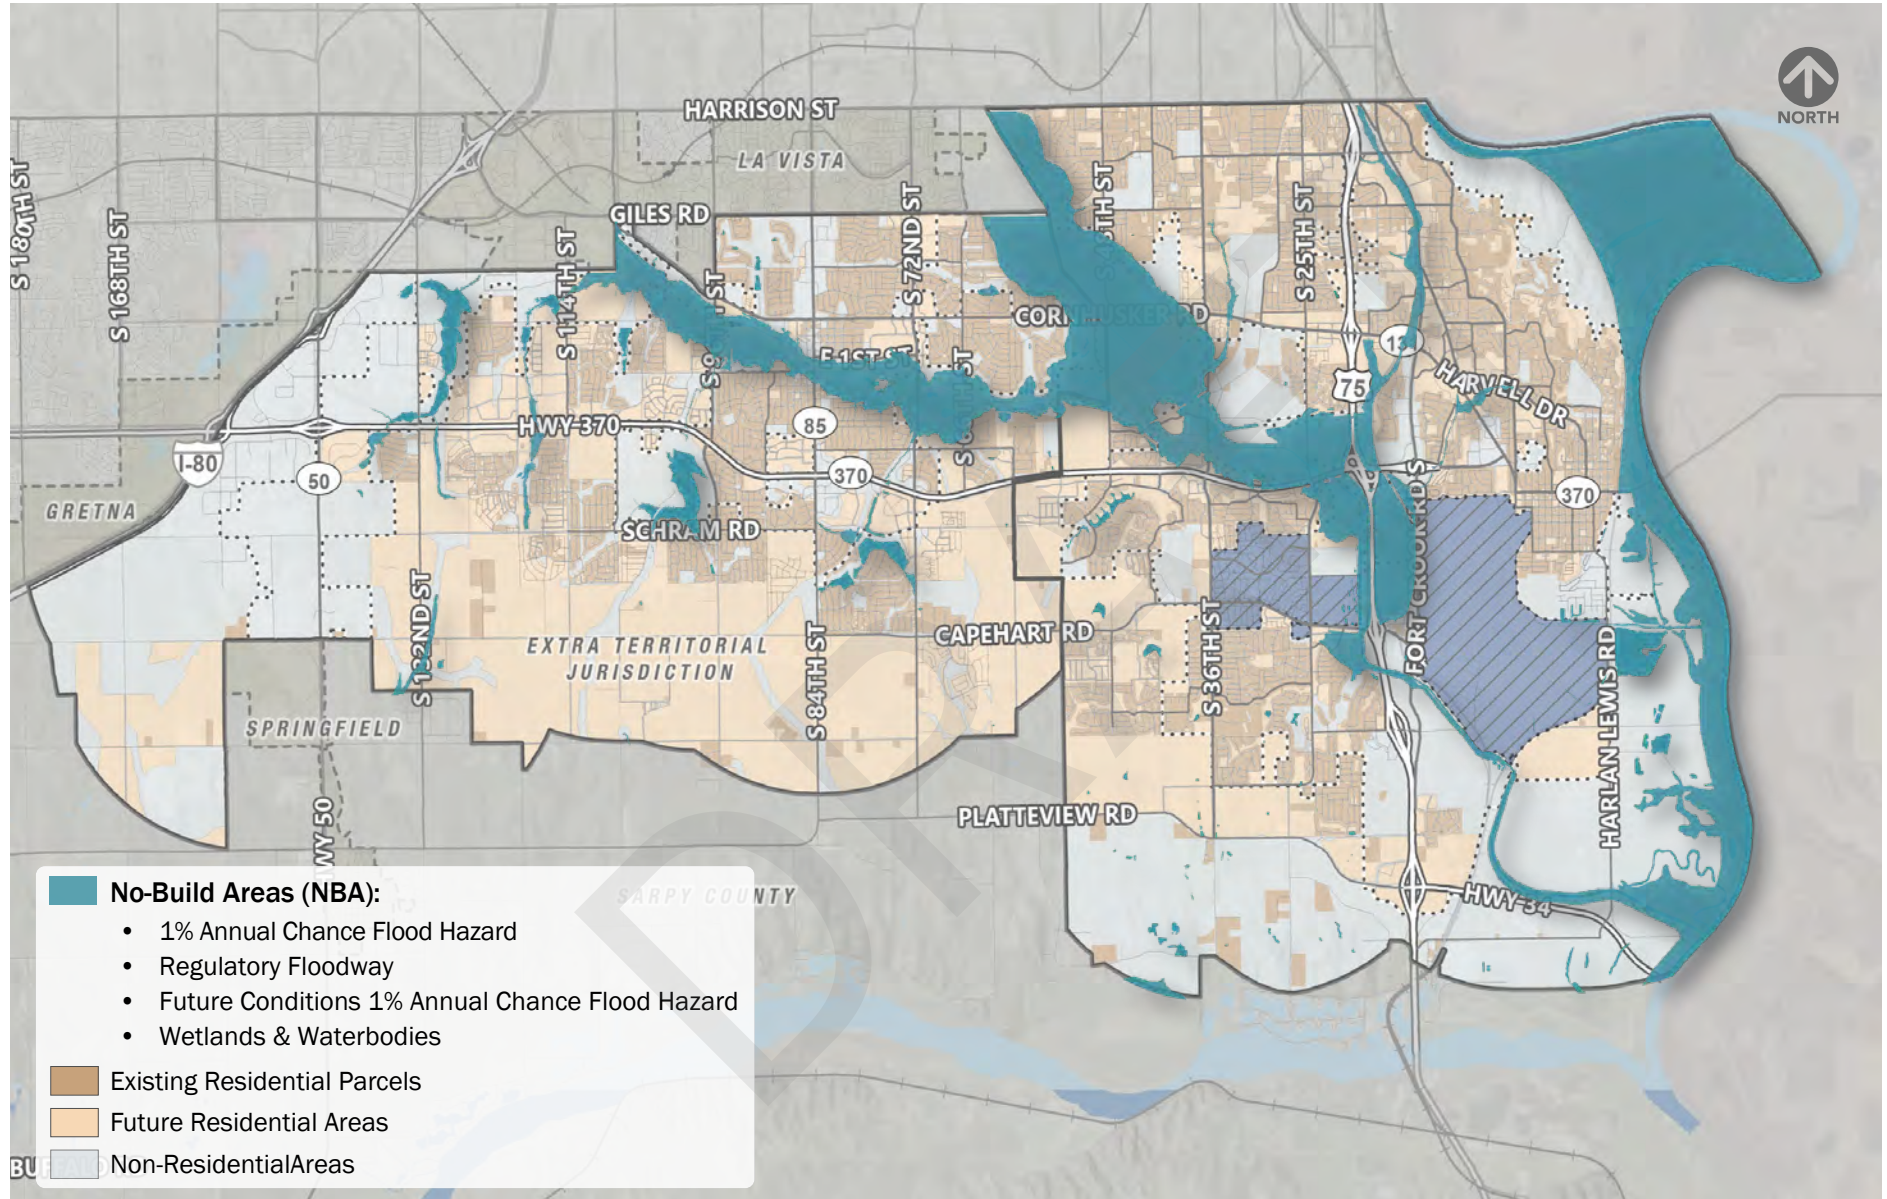 HARRISON ST
NORTH
LA VISTA
S 180TH ST
S 168TH ST
GILES RD
S 114TH ST
S 72ND ST
S 25TH ST
CORNHUSKER RD
E 1ST ST
13
75
HARVELL DR
HWY 370
85
I-80
50
370
370
GRETNA
SCHRAM RD
FORT CROOK RD S
S 132ND ST
S 36TH ST
CAPEHART RD
EXTRA TERRITORIAL
JURISDICTION
S 84TH ST
HARLAN LEWIS RD
SPRINGFIELD
PLATTEVIEW RD
HWY 50
SARPY COUNTY
HWY 34
DRAFT
No-Build Areas (NBA):
• 1% Annual Chance Flood Hazard
• Regulatory Floodway
• Future Conditions 1% Annual Chance Flood Hazard
• Wetlands & Waterbodies
Existing Residential Parcels
Future Residential Areas
Non-ResidentialAreas